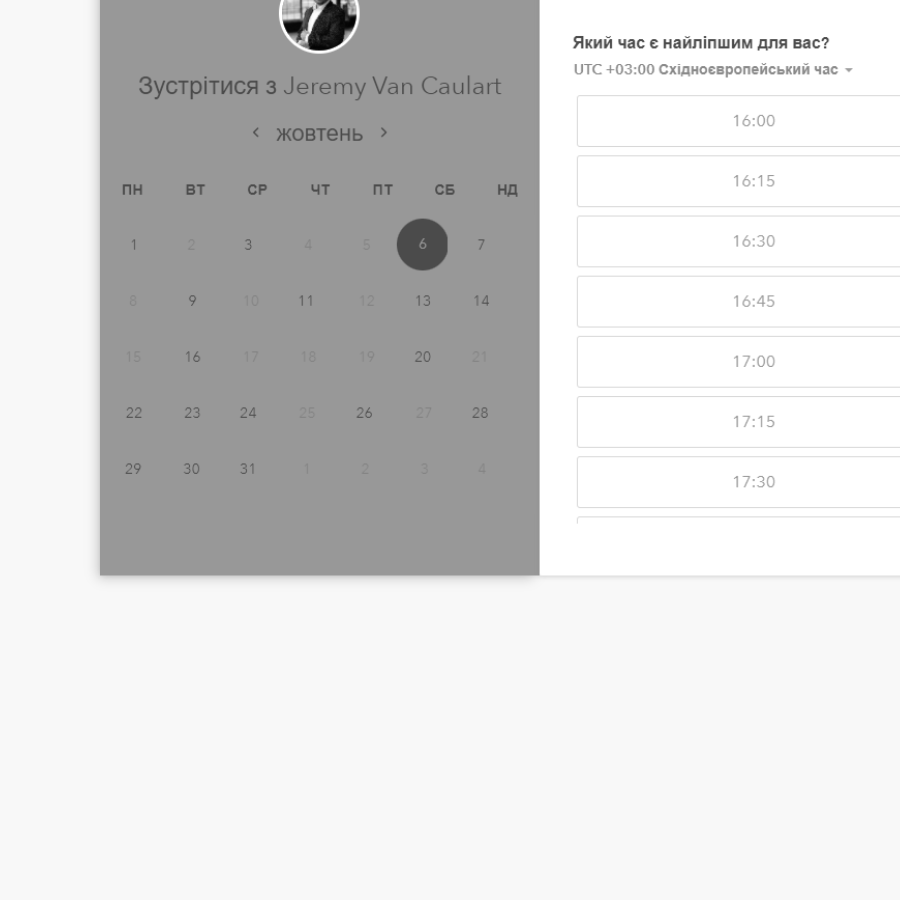 Зустрітися з Jeremy Van Caulart
жовтень
ПН ВТ СР ЧТ ПТ СБ НД
1 2 3 4 5 6 7
8 9 10 11 12 13 14
15 16 17 18 19 20 21
22 23 24 25 26 27 28
29 30 31 1 2 3 4
Який час є найліпшим для вас?
UTC +03:00 Східноєвропейський час
16:00
16:15
16:30
16:45
17:00
17:15
17:30